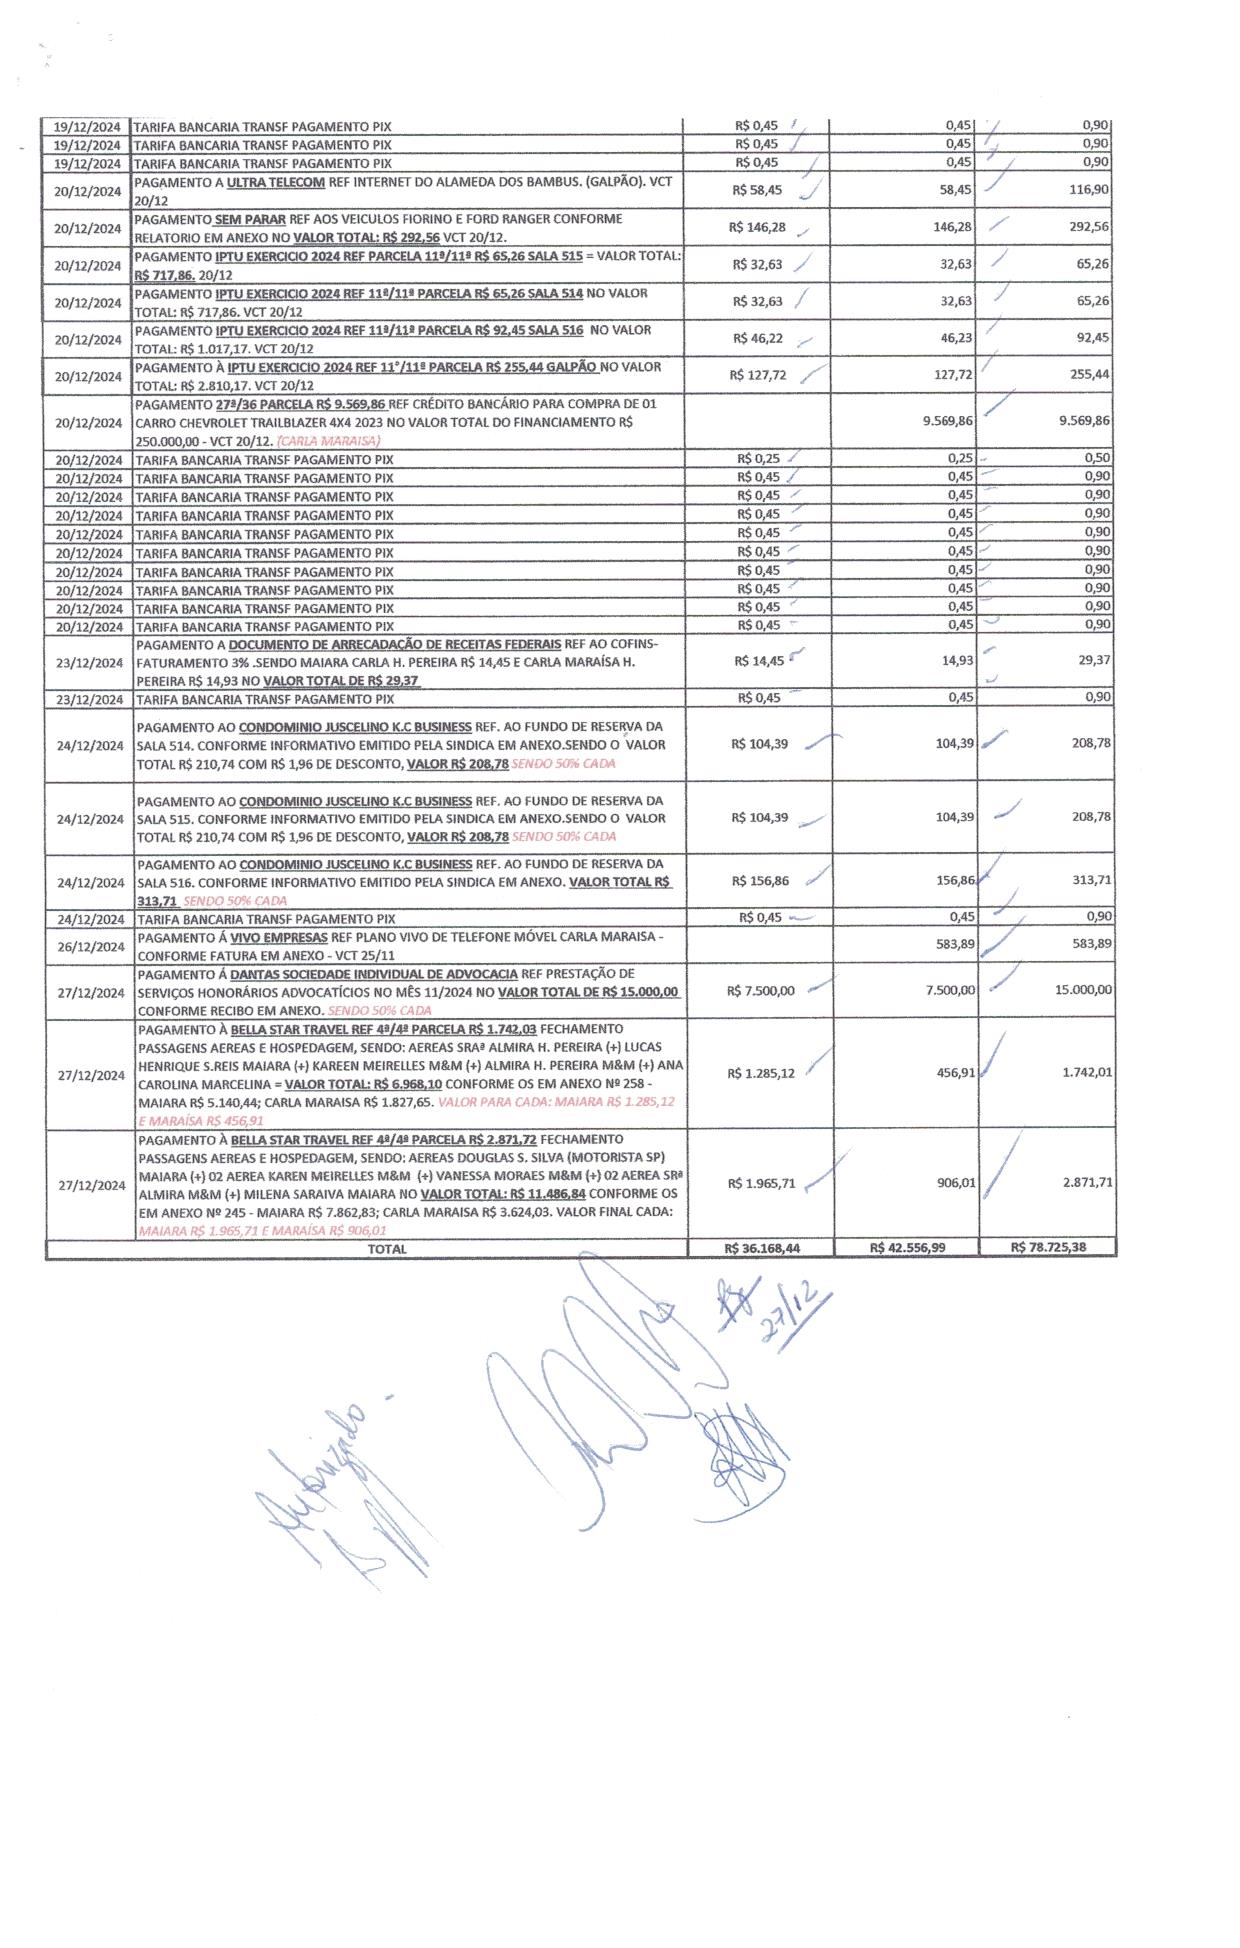 19/12/2024 TARIFA BANCARIA TRANSF PAGAMENTO PIX R$ 0,45 0,45 0,90
19/12/2024 TARIFA BANCARIA TRANSF PAGAMENTO PIX R$ 0,45 0,45 0,90
19/12/2024 TARIFA BANCARIA TRANSF PAGAMENTO PIX R$ 0,45 0,45 0,90
PAGAMENTO A ULTRA TELECOM REF INTERNET DO ALAMEDA DOS BAMBUS. (GALPÃO). VCT
20/12/2024 R$ 58,45 58,45 116,90
20/12
PAGAMENTO SEM PARAR REF AOS VEICULOS FIORINO E FORD RANGER CONFORME
20/12/2024 R$ 146,28 146,28 292,56
RELATORIO EM ANEXO NO VALOR TOTAL: R$ 292,56 VCT 20/12.
PAGAMENTO IPTU EXERCICIO 2024 REF PARCELA 11ª/11ª R$ 65,26 SALA 515 = VALOR TOTAL:
20/12/2024 R$ 32,63 32,63 65,26
R$ 717,86. 20/12
PAGAMENTO IPTU EXERCICIO 2024 REF 11ª/11ª PARCELA R$ 65,26 SALA 514 NO VALOR
20/12/2024 R$ 32,63 32,63 65,26
TOTAL: R$ 717,86. VCT 20/12
PAGAMENTO IPTU EXERCICIO 2024 REF 11ª/11ª PARCELA R$ 92,45 SALA 516 NO VALOR
20/12/2024 R$ 46,22 46,23 92,45
TOTAL: R$ 1.017,17. VCT 20/12
PAGAMENTO À IPTU EXERCICIO 2024 REF 11°/11ª PARCELA R$ 255,44 GALPÃO NO VALOR
20/12/2024 R$ 127,72 127,72 255,44
TOTAL: R$ 2.810,17. VCT 20/12
PAGAMENTO 27ª/36 PARCELA R$ 9.569,86 REF CRÉDITO BANCÁRIO PARA COMPRA DE 01
20/12/2024 CARRO CHEVROLET TRAILBLAZER 4X4 2023 NO VALOR TOTAL DO FINANCIAMENTO R$ 9.569,86 9.569,86
250.000,00 - VCT 20/12. (CARLA MARAISA)
20/12/2024 TARIFA BANCARIA TRANSF PAGAMENTO PIX R$ 0,25 0,25 0,50
20/12/2024 TARIFA BANCARIA TRANSF PAGAMENTO PIX R$ 0,45 0,45 0,90
20/12/2024 TARIFA BANCARIA TRANSF PAGAMENTO PIX R$ 0,45 0,45 0,90
20/12/2024 TARIFA BANCARIA TRANSF PAGAMENTO PIX R$ 0,45 0,45 0,90
20/12/2024 TARIFA BANCARIA TRANSF PAGAMENTO PIX R$ 0,45 0,45 0,90
20/12/2024 TARIFA BANCARIA TRANSF PAGAMENTO PIX R$ 0,45 0,45 0,90
20/12/2024 TARIFA BANCARIA TRANSF PAGAMENTO PIX R$ 0,45 0,45 0,90
20/12/2024 TARIFA BANCARIA TRANSF PAGAMENTO PIX R$ 0,45 0,45 0,90
20/12/2024 TARIFA BANCARIA TRANSF PAGAMENTO PIX R$ 0,45 0,45 0,90
20/12/2024 TARIFA BANCARIA TRANSF PAGAMENTO PIX R$ 0,45 0,45 0,90
PAGAMENTO A DOCUMENTO DE ARRECADAÇÃO DE RECEITAS FEDERAIS REF AO COFINS-
23/12/2024 FATURAMENTO 3% .SENDO MAIARA CARLA H. PEREIRA R$ 14,45 E CARLA MARAÍSA H. R$ 14,45 14,93 29,37
PEREIRA R$ 14,93 NO VALOR TOTAL DE R$ 29,37
23/12/2024 TARIFA BANCARIA TRANSF PAGAMENTO PIX R$ 0,45 0,45 0,90
PAGAMENTO AO CONDOMINIO JUSCELINO K.C BUSINESS REF. AO FUNDO DE RESERVA DA
24/12/2024 SALA 514. CONFORME INFORMATIVO EMITIDO PELA SINDICA EM ANEXO.SENDO O VALOR R$ 104,39 104,39 208,78
TOTAL R$ 210,74 COM R$ 1,96 DE DESCONTO, VALOR R$ 208,78 SENDO 50% CADA
PAGAMENTO AO CONDOMINIO JUSCELINO K.C BUSINESS REF. AO FUNDO DE RESERVA DA
24/12/2024 SALA 515. CONFORME INFORMATIVO EMITIDO PELA SINDICA EM ANEXO.SENDO O VALOR R$ 104,39 104,39 208,78
TOTAL R$ 210,74 COM R$ 1,96 DE DESCONTO, VALOR R$ 208,78 SENDO 50% CADA
PAGAMENTO AO CONDOMINIO JUSCELINO K.C BUSINESS REF. AO FUNDO DE RESERVA DA
24/12/2024 SALA 516. CONFORME INFORMATIVO EMITIDO PELA SINDICA EM ANEXO. VALOR TOTAL R$ R$ 156,86 156,86 313,71
313,71 SENDO 50% CADA
24/12/2024 TARIFA BANCARIA TRANSF PAGAMENTO PIX R$ 0,45 0,45 0,90
PAGAMENTO Á VIVO EMPRESAS REF PLANO VIVO DE TELEFONE MÓVEL CARLA MARAISA -
26/12/2024 583,89 583,89
CONFORME FATURA EM ANEXO - VCT 25/11
PAGAMENTO Á DANTAS SOCIEDADE INDIVIDUAL DE ADVOCACIA REF PRESTAÇÃO DE
27/12/2024 SERVIÇOS HONORÁRIOS ADVOCATÍCIOS NO MÊS 11/2024 NO VALOR TOTAL DE R$ 15.000,00 R$ 7.500,00 7.500,00 15.000,00
CONFORME RECIBO EM ANEXO. SENDO 50% CADA
PAGAMENTO À BELLA STAR TRAVEL REF 4ª/4ª PARCELA R$ 1.742,03 FECHAMENTO
PASSAGENS AEREAS E HOSPEDAGEM, SENDO: AEREAS SRAª ALMIRA H. PEREIRA (+) LUCAS
HENRIQUE S.REIS MAIARA (+) KAREEN MEIRELLES M&M (+) ALMIRA H. PEREIRA M&M (+) ANA
27/12/2024 R$ 1.285,12 456,91 1.742,01
CAROLINA MARCELINA = VALOR TOTAL: R$ 6.968,10 CONFORME OS EM ANEXO Nº 258 -
MAIARA R$ 5.140,44; CARLA MARAISA R$ 1.827,65. VALOR PARA CADA: MAIARA R$ 1.285,12
E MARAÍSA R$ 456,91
PAGAMENTO À BELLA STAR TRAVEL REF 4ª/4ª PARCELA R$ 2.871,72 FECHAMENTO
PASSAGENS AEREAS E HOSPEDAGEM, SENDO: AEREAS DOUGLAS S. SILVA (MOTORISTA SP)
MAIARA (+) 02 AEREA KAREN MEIRELLES M&M (+) VANESSA MORAES M&M (+) 02 AEREA SRª
27/12/2024 R$ 1.965,71 906,01 2.871,71
ALMIRA M&M (+) MILENA SARAIVA MAIARA NO VALOR TOTAL: R$ 11.486,84 CONFORME OS
EM ANEXO Nº 245 - MAIARA R$ 7.862,83; CARLA MARAISA R$ 3.624,03. VALOR FINAL CADA:
MAIARA R$ 1.965,71 E MARAÍSA R$ 906,01
TOTAL R$ 36.168,44 R$ 42.556,99 R$ 78.725,38
27/12
Autorizado